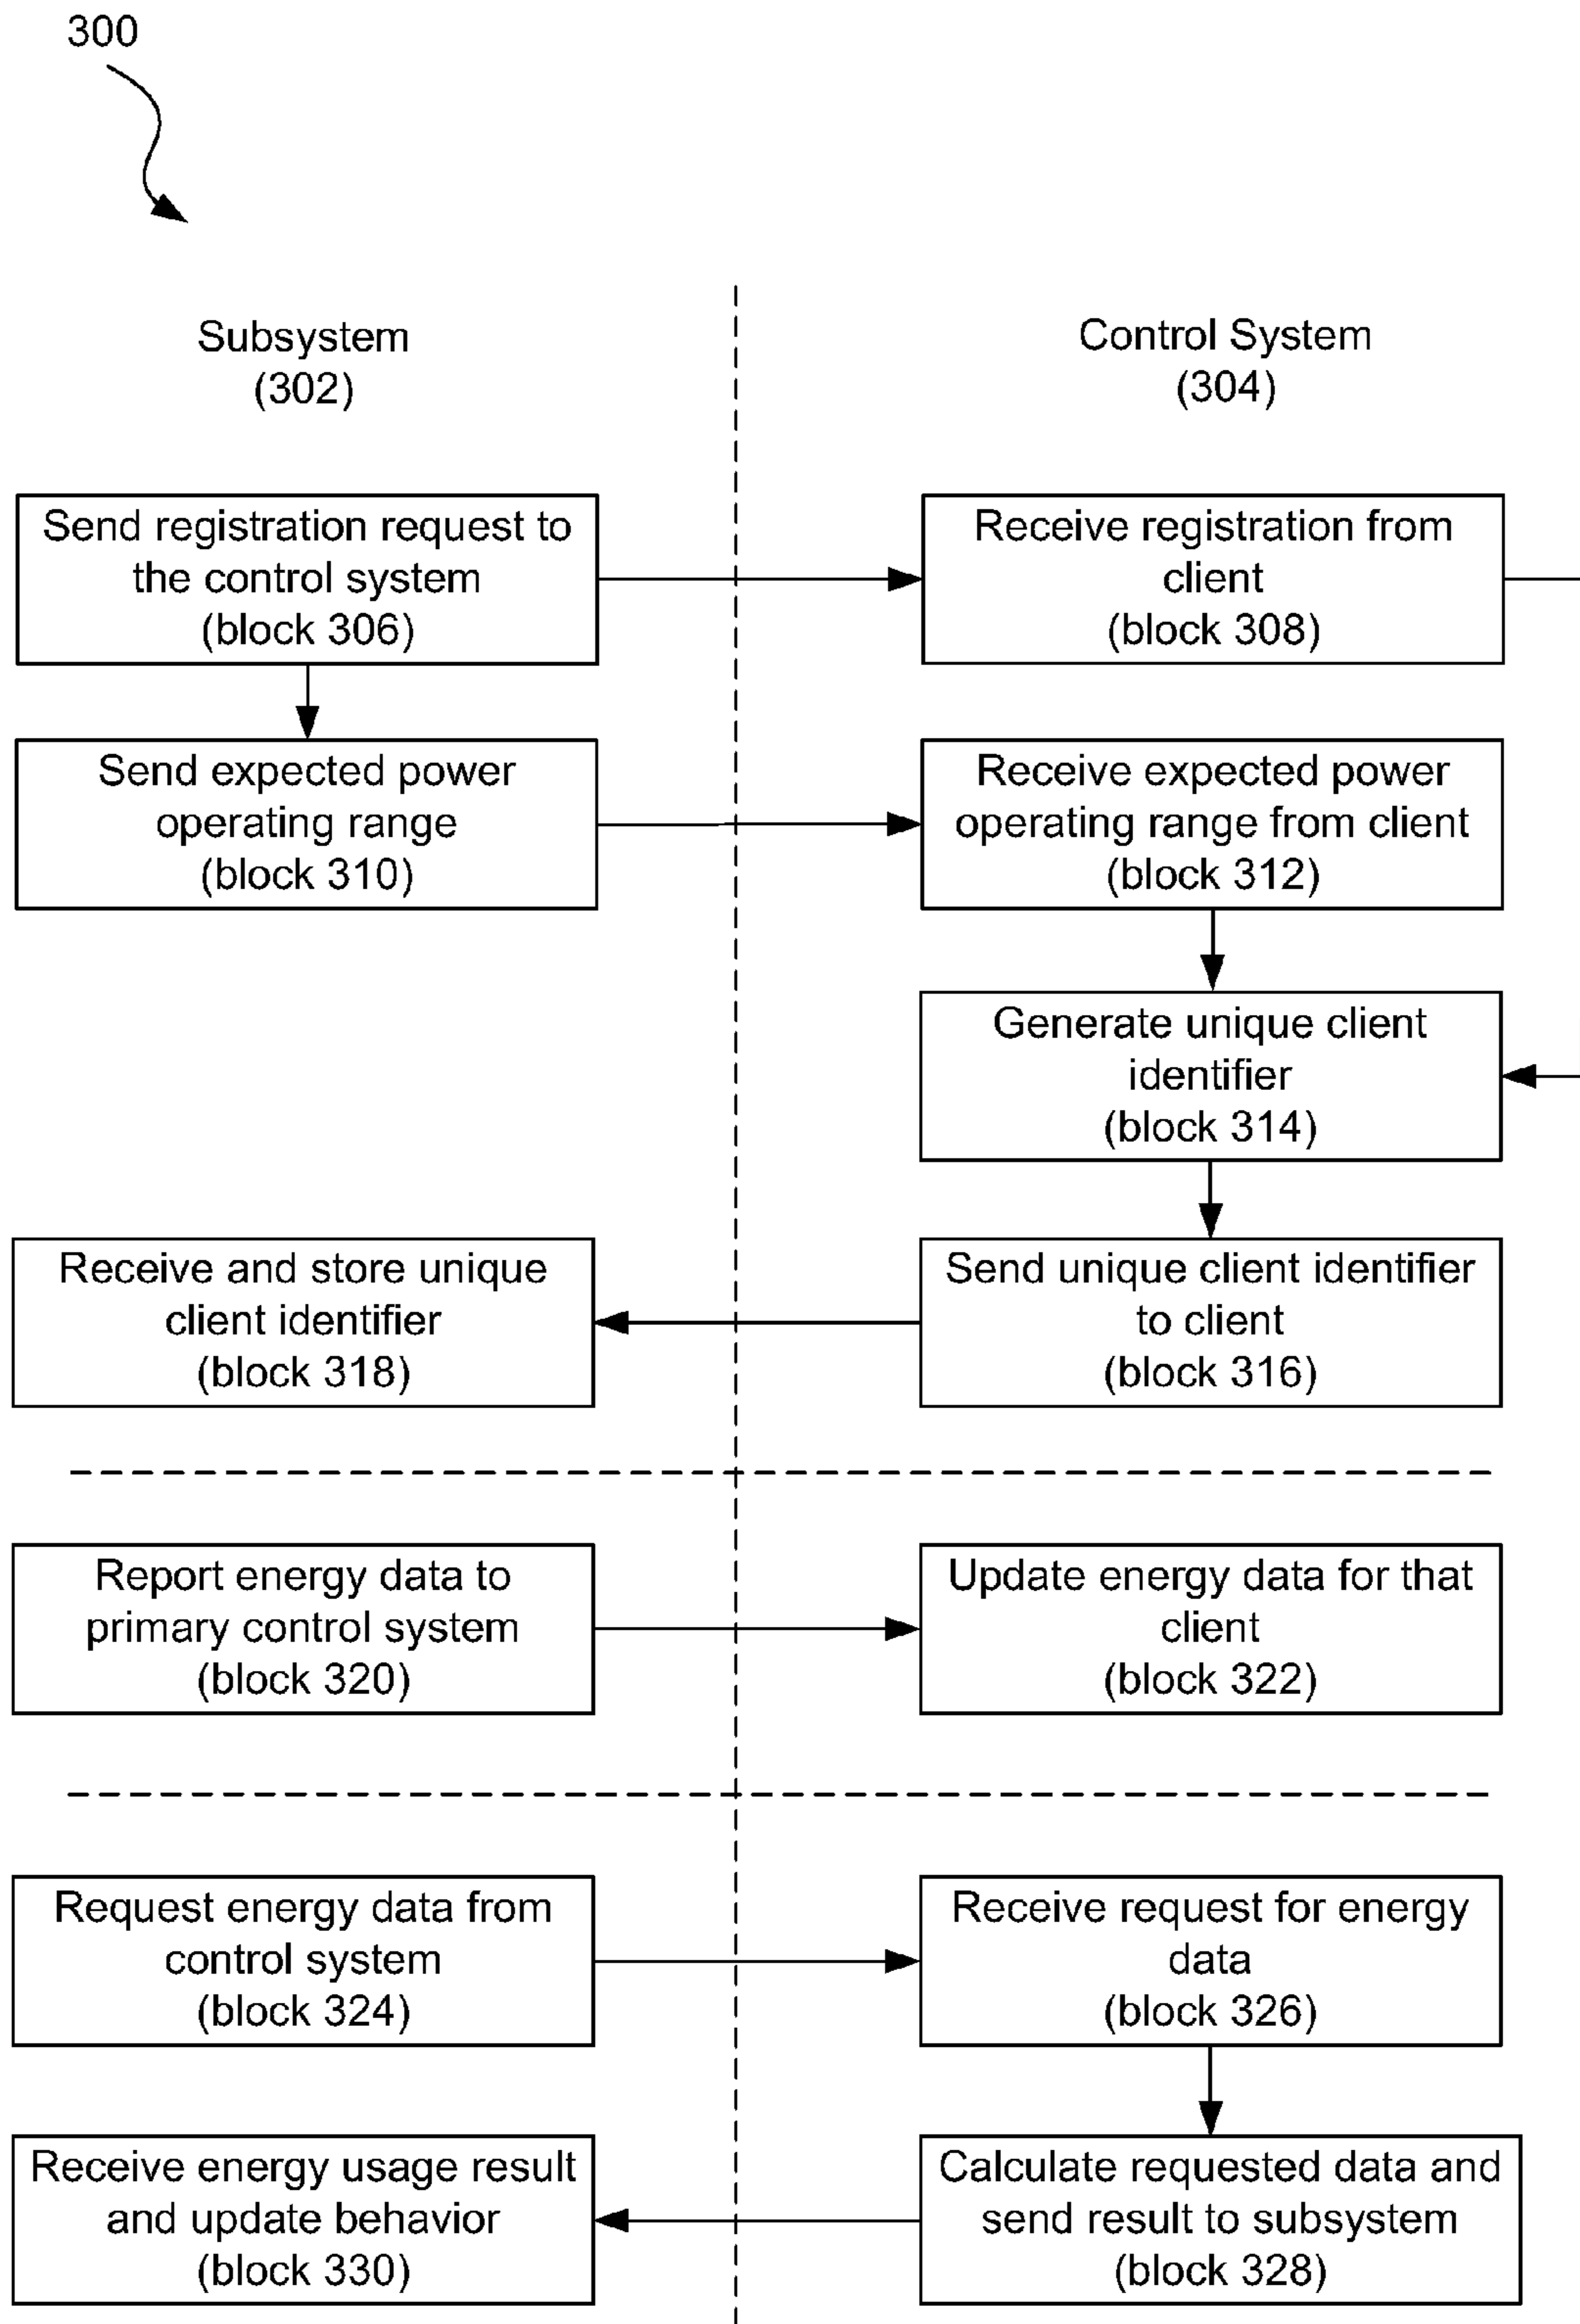 300
Subsystem
(302)
Control System
(304)
Send registration request to
the control system
(block 306)
Receive registration from
client
(block 308)
Send expected power
operating range
(block 310)
Receive expected power
operating range from client
(block 312)
Generate unique client
identifier
(block 314)
Receive and store unique
client identifier
(block 318)
Send unique client identifier
to client
(block 316)
Report energy data to
primary control system
(block 320)
Update energy data for that
client
(block 322)
Request energy data from
control system
(block 324)
Receive request for energy
data
(block 326)
Receive energy usage result
and update behavior
(block 330)
Calculate requested data and
send result to subsystem
(block 328)